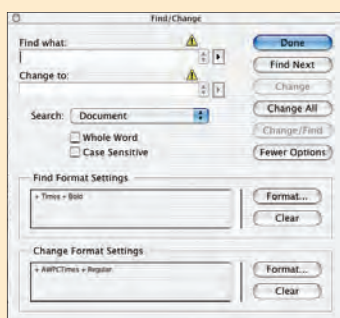 Find/Change
Find what:
Done
Find Next
Change to:
Change
Search: Document
Change All
Whole Word
Change/Find
Case Sensitive
Fewer Options
Find Format Settings
+ Times + Bold
Format...
Clear
Change Format Settings
+ AWPCTimes + Regular
Format...
Clear